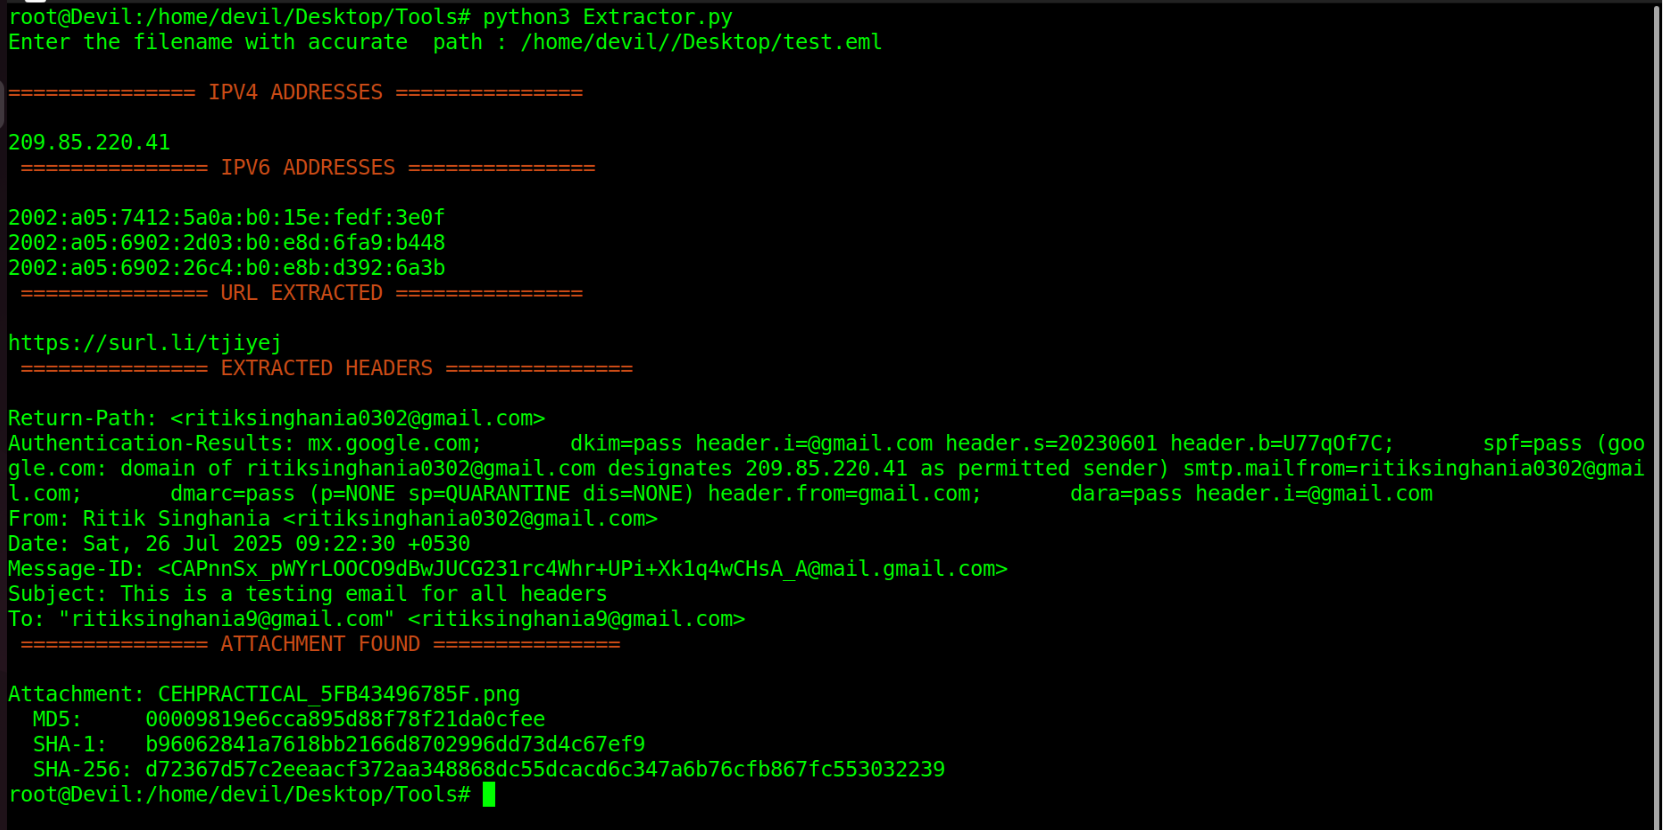 root@Devil:/home/devil/Desktop/Tools# python3 Extractor.py
Enter the filename with accurate  path : /home/devil//Desktop/test.eml
=============== IPV4 ADDRESSES ===============
209.85.220.41
=============== IPV6 ADDRESSES ===============
2002:a05:7412:5a0a:b0:15e:fedf:3e0f
2002:a05:6902:2d03:b0:e8d:6fa9:b448
2002:a05:6902:26c4:b0:e8b:d392:6a3b
=============== URL EXTRACTED ===============
https://surl.li/tjiyej
=============== EXTRACTED HEADERS ===============
Return-Path: <ritiksinghania0302@gmail.com>
Authentication-Results: mx.google.com;       dkim=pass header.i=@gmail.com header.s=20230601 header.b=U77qOf7C;       spf=pass (goo
gle.com: domain of ritiksinghania0302@gmail.com designates 209.85.220.41 as permitted sender) smtp.mailfrom=ritiksinghania0302@gmai
l.com;       dmarc=pass (p=NONE sp=QUARANTINE dis=NONE) header.from=gmail.com;       dara=pass header.i=@gmail.com
From: Ritik Singhania <ritiksinghania0302@gmail.com>
Date: Sat, 26 Jul 2025 09:22:30 +0530
Message-ID: <CAPnnSx_pWYrLOOCO9dBwJUCG231rc4Whr+UPi+Xk1q4wCHsA_A@mail.gmail.com>
Subject: This is a testing email for all headers
To: "ritiksinghania9@gmail.com" <ritiksinghania9@gmail.com>
=============== ATTACHMENT FOUND ===============
Attachment: CEHPRACTICAL_5FB43496785F.png
  MD5:     00009819e6cca895d88f78f21da0cfee
  SHA-1:   b96062841a7618bb2166d8702996dd73d4c67ef9
  SHA-256: d72367d57c2eeaacf372aa348868dc55dcacd6c347a6b76cfb867fc553032239
root@Devil:/home/devil/Desktop/Tools#